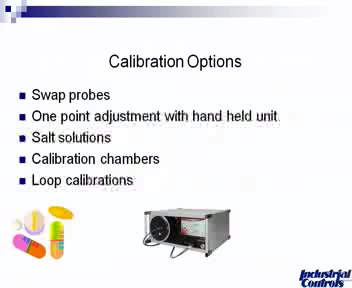 Calibration Options
Swap probes
One point adjustment with hand held unit
Salt solutions
Calibration chambers
Loop calibrations
Industrial
Controls